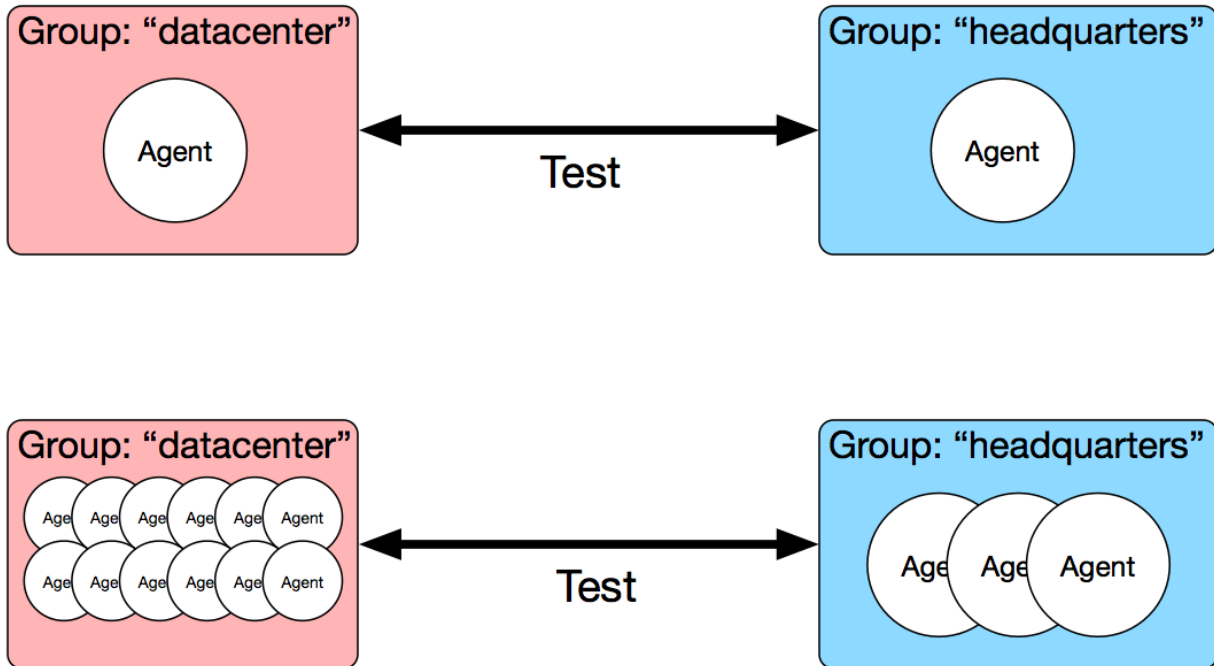 Group: “datacenter”
Group: “headquarters”
Agent
Agent
Test
Group: “datacenter”
Group: “headquarters”
Age Age Age Age Age Agent
Age Age Age Age Age Agent
Age Age Agent
Test